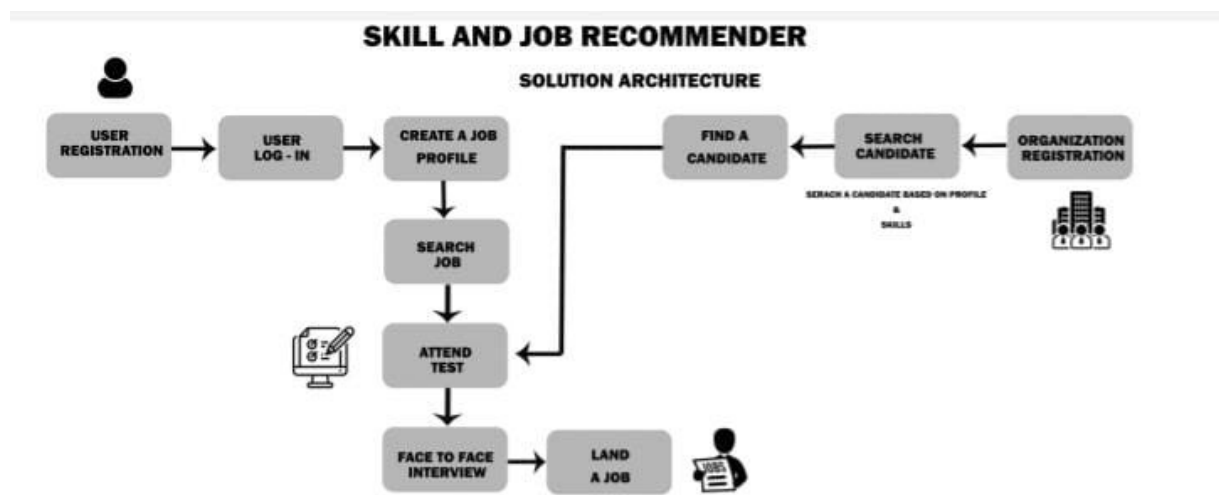 SKILL AND JOB RECOMMENDER
SOLUTION ARCHITECTURE
USER
REGISTRATION
USER
LOG - IN
CREATE A JOB
PROFILE
FIND A
CANDIDATE
SEARCH
CANDIDATE
ORGANIZATION
REGISTRATION
SERACH A CANDIDATE BASED ON PROFILE
&
SKILLS
SEARCH
JOB
ATTEND
TEST
FACE TO FACE
INTERVIEW
LAND
A JOB
JOBS